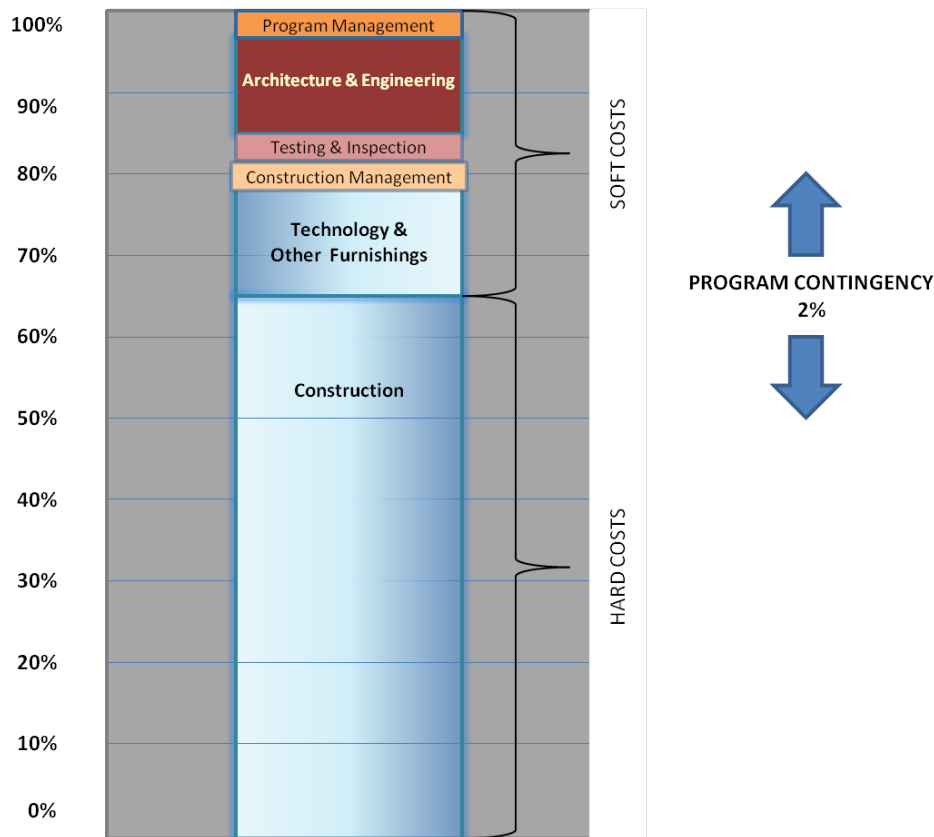 100%
90%
80%
70%
60%
50%
40%
30%
20%
10%
0%
Program Management
Architecture & Engineering
Testing & Inspection
Construction Management
Technology &
Other Furnishings
Construction
SOFT COSTS
HARD COSTS
PROGRAM CONTINGENCY
2%